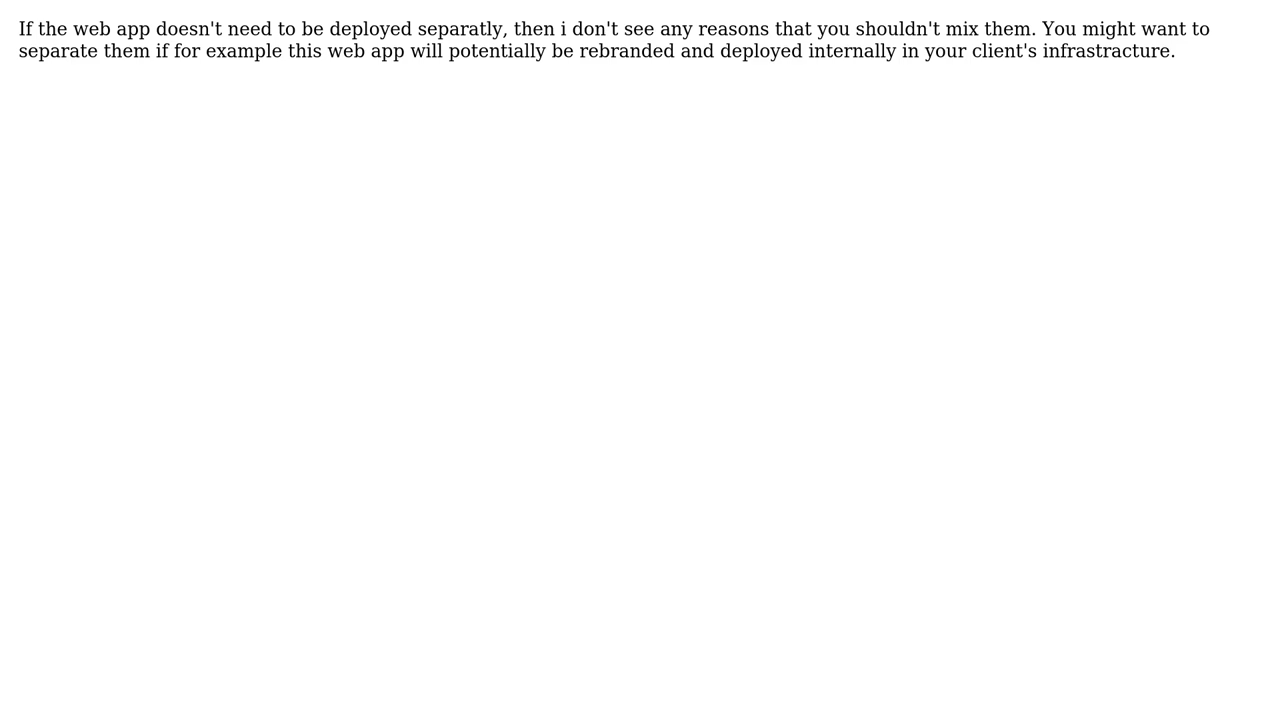 If the web app doesn't need to be deployed separatly, then i don't see any reasons that you shouldn't mix them. You might want to
separate them if for example this web app will potentially be rebranded and deployed internally in your client's infrastracture.